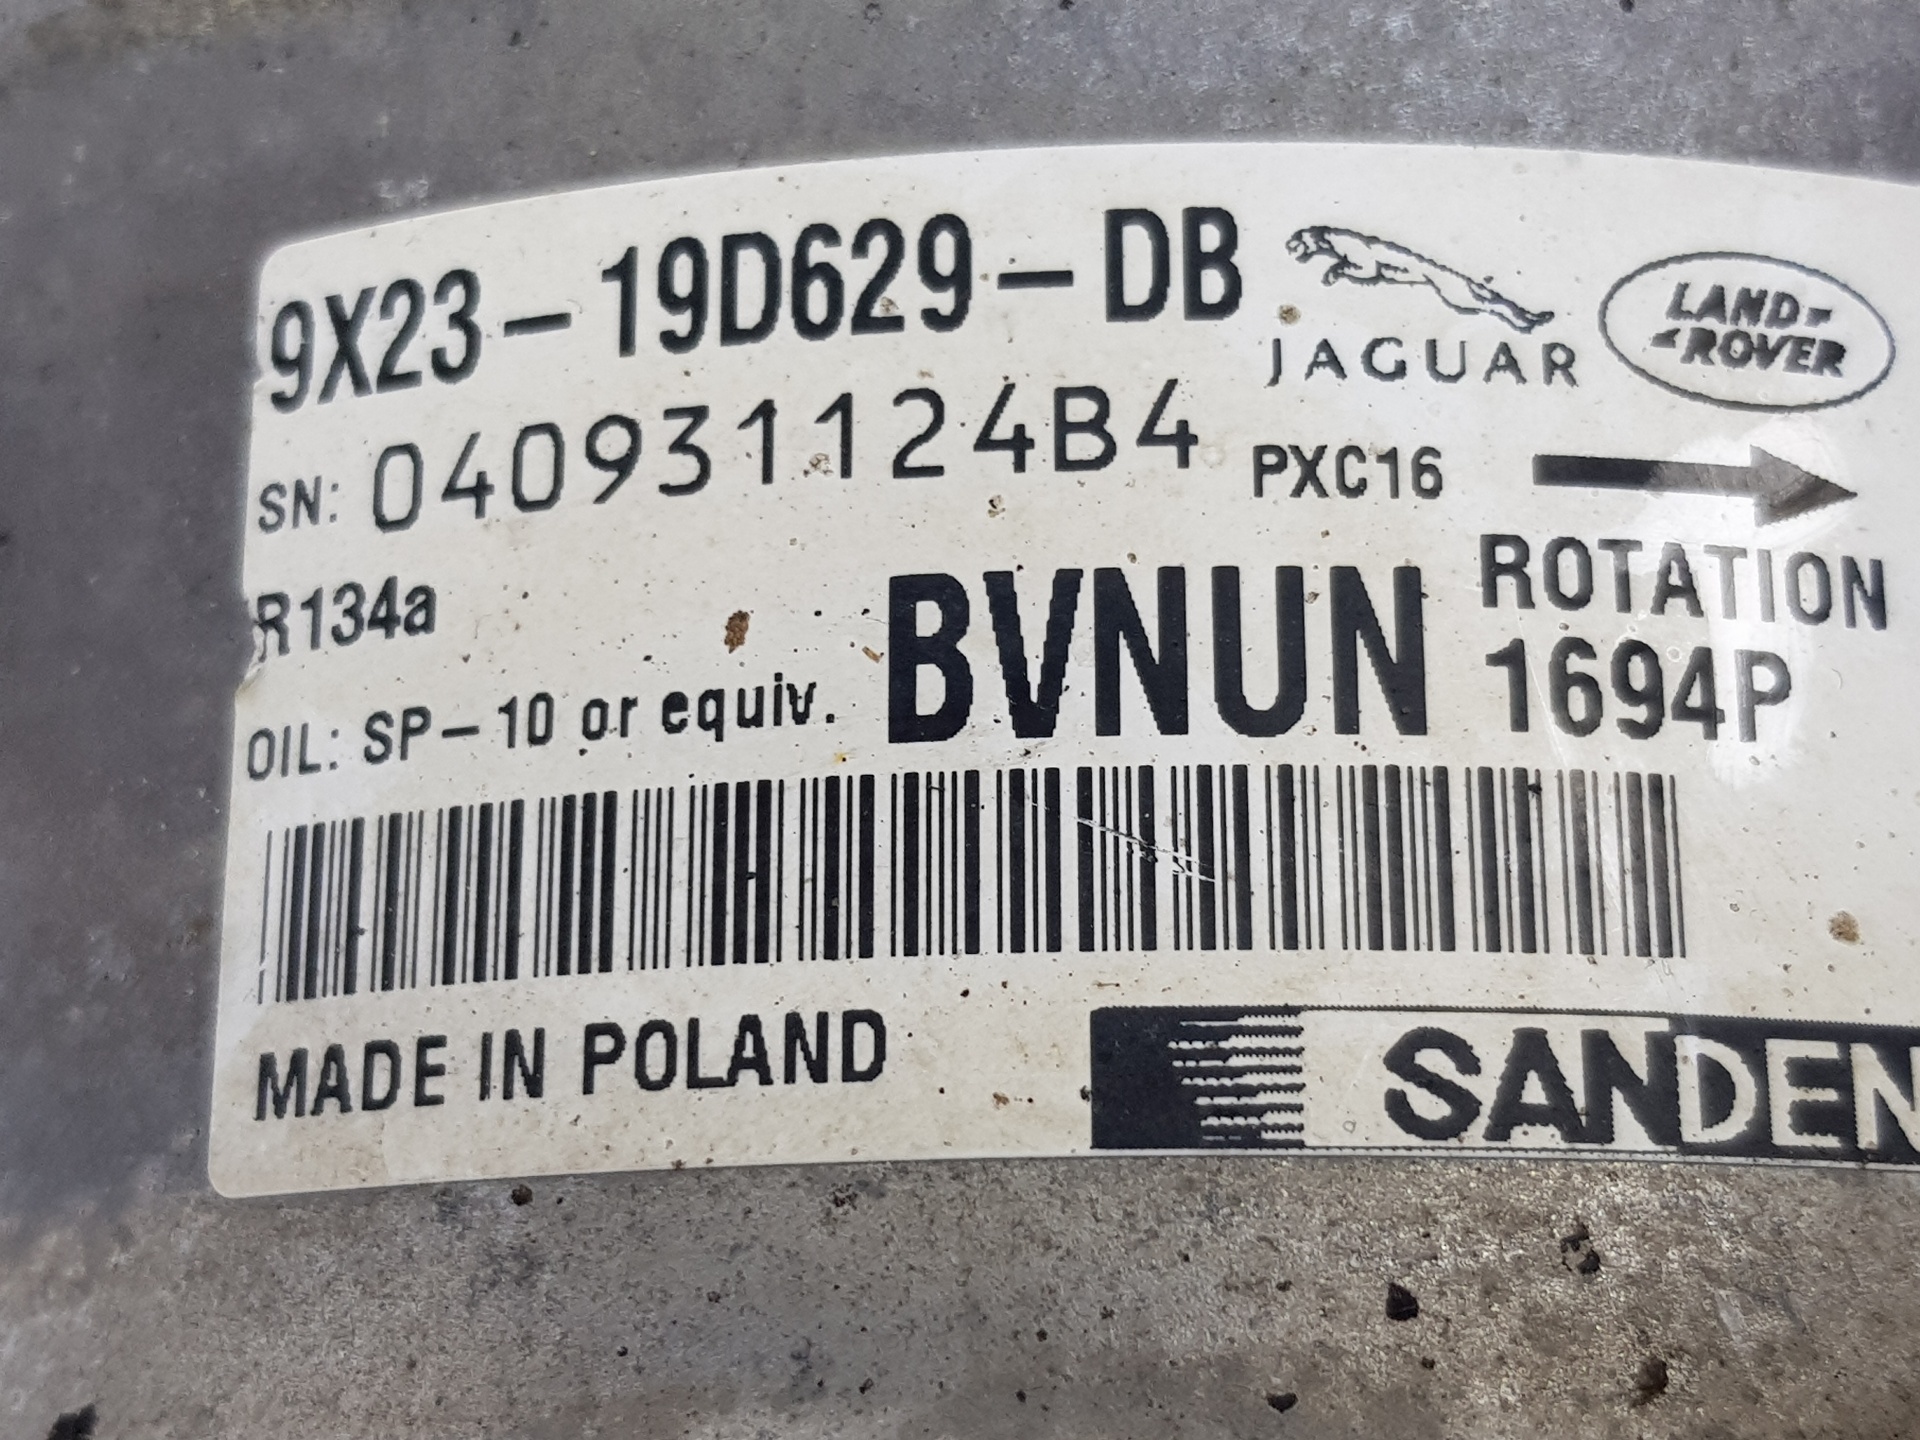 9X23-19D629-DB
JAGUAR
LAND-
-ROVER
SN: 040931124B4
PXC16
R134a
BVNUN
ROTATION
1694P
OIL: SP-10 or equiv.
MADE IN POLAND
SANDEN